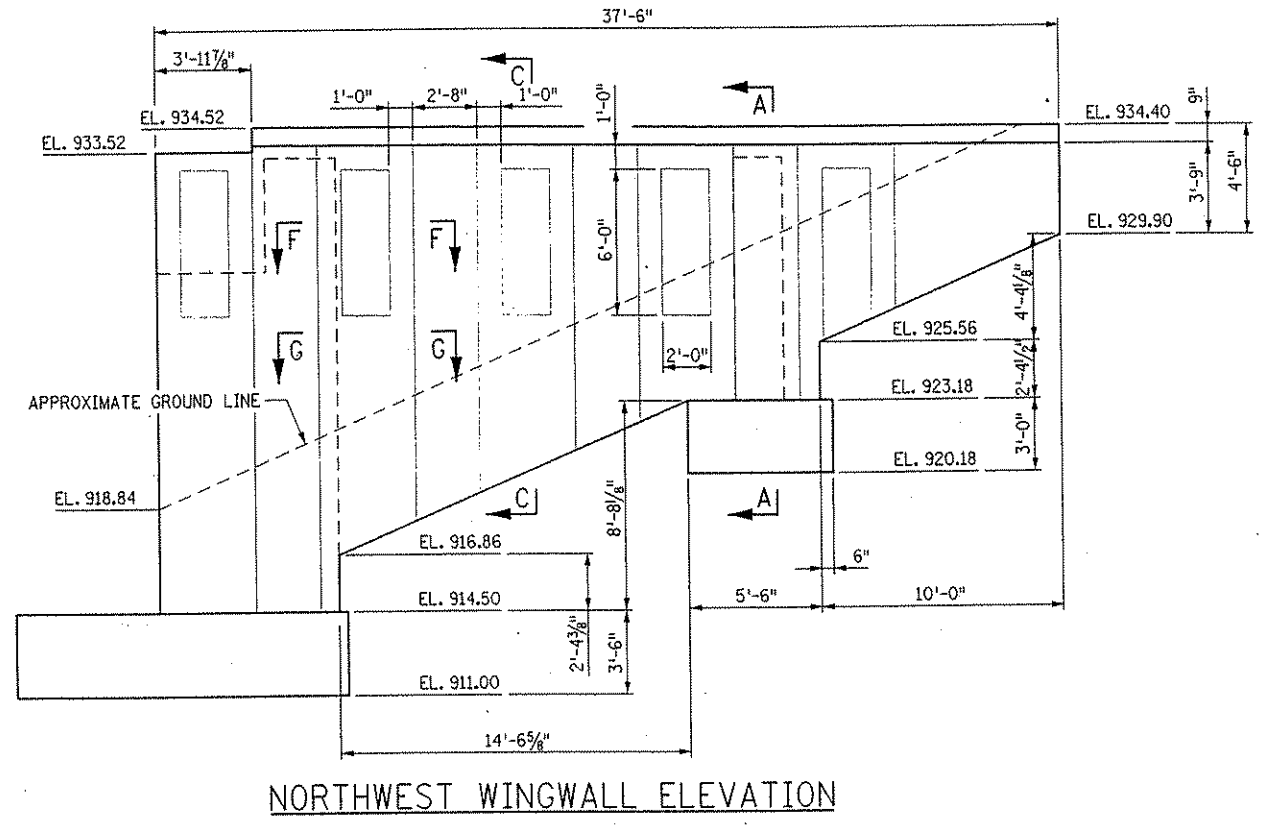 37'-6"
3'-11⅞"
C
1'-0" 2'-8" 1'-0"
1'-0"
A
9"
EL. 934.52
EL. 934.40
EL. 933.52
4'-6"
3'-9"
F F
6'-0"
EL. 929.90
4'-4⅛"
G G
EL. 925.56
2'-0"
2'-4½"
EL. 923.18
APPROXIMATE GROUND LINE
3'-0"
EL. 920.18
EL. 918.84
C
A
8'-8⅛"
EL. 916.86
6"
EL. 914.50
5'-6" 10'-0"
2'-4⅜"
3'-6"
EL. 911.00
14'-6⅝"
NORTHWEST WINGWALL ELEVATION